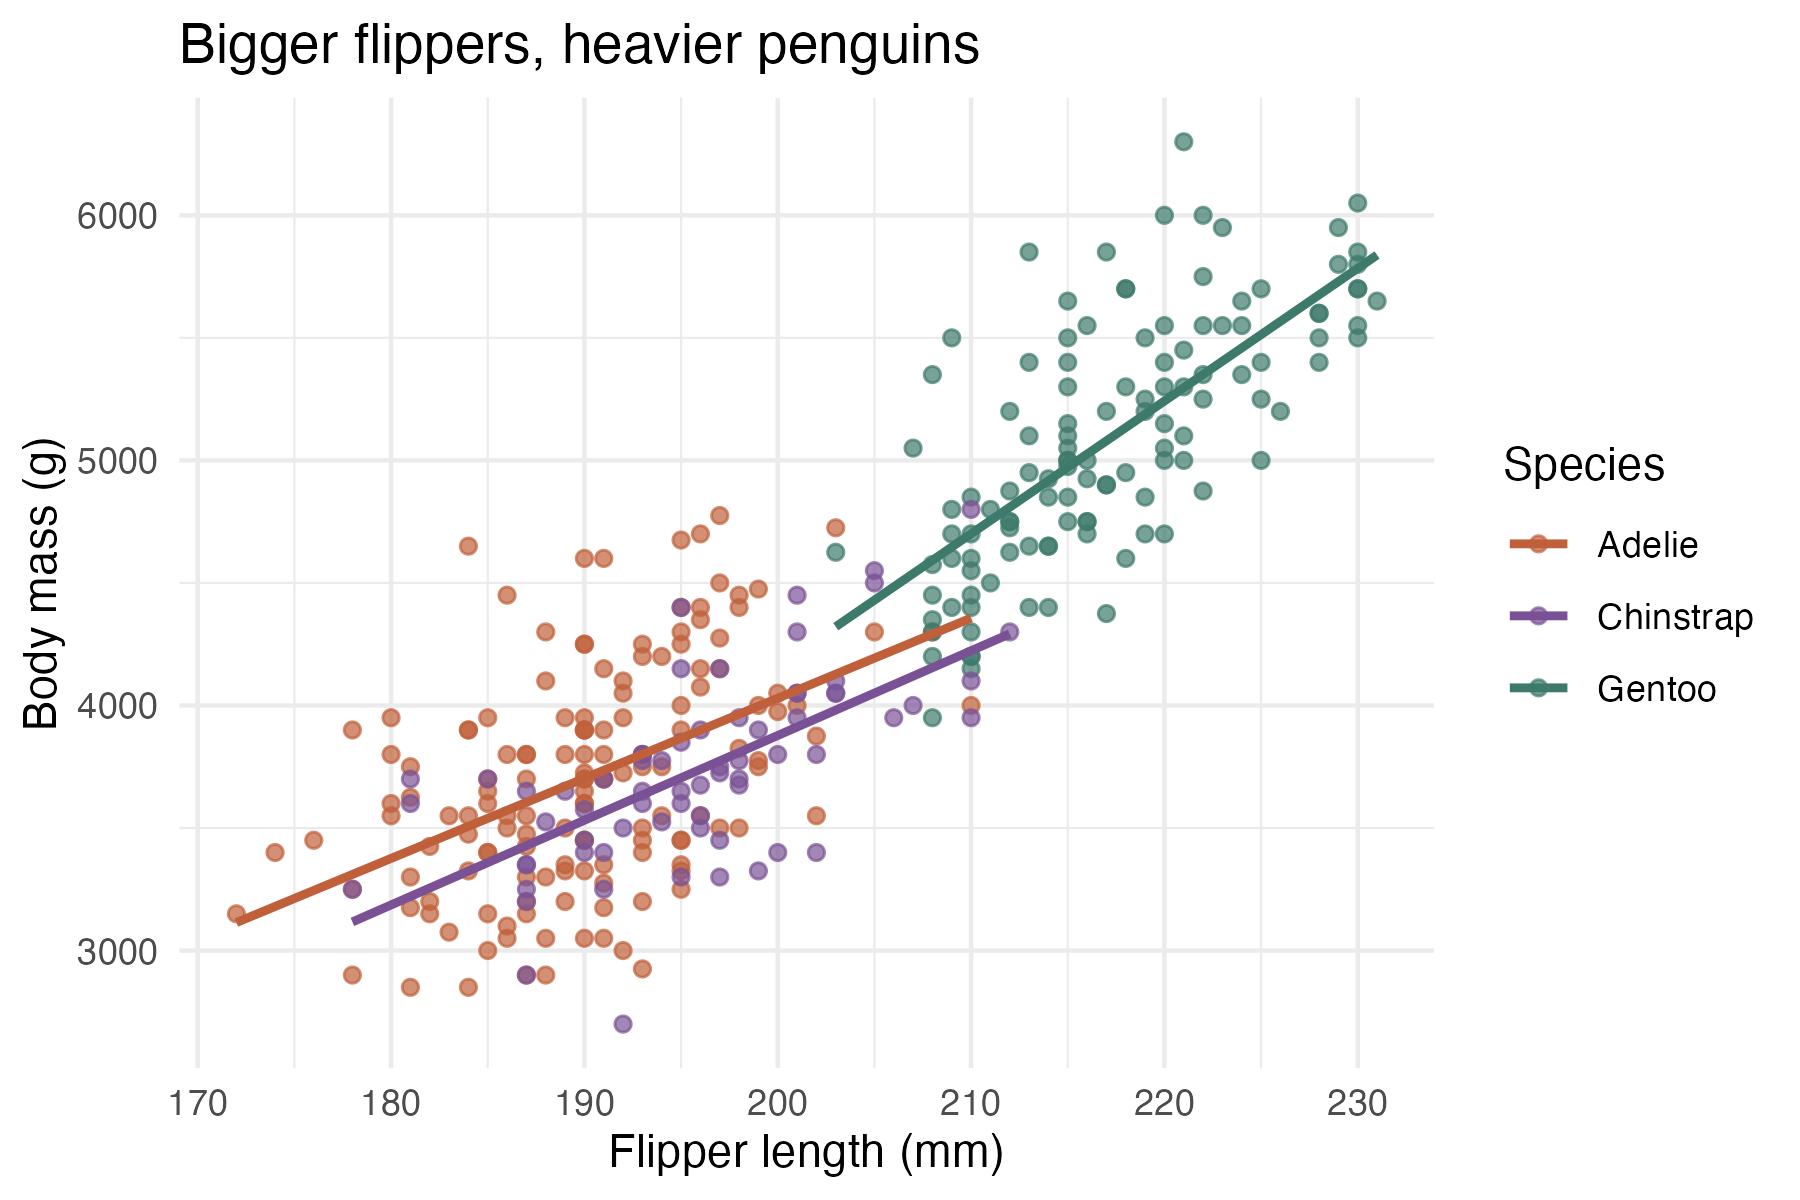 Bigger flippers, heavier penguins
6000
5000
4000
3000
Body mass (g)
170 180 190 200 210 220 230
Flipper length (mm)
Species
Adelie
Chinstrap
Gentoo